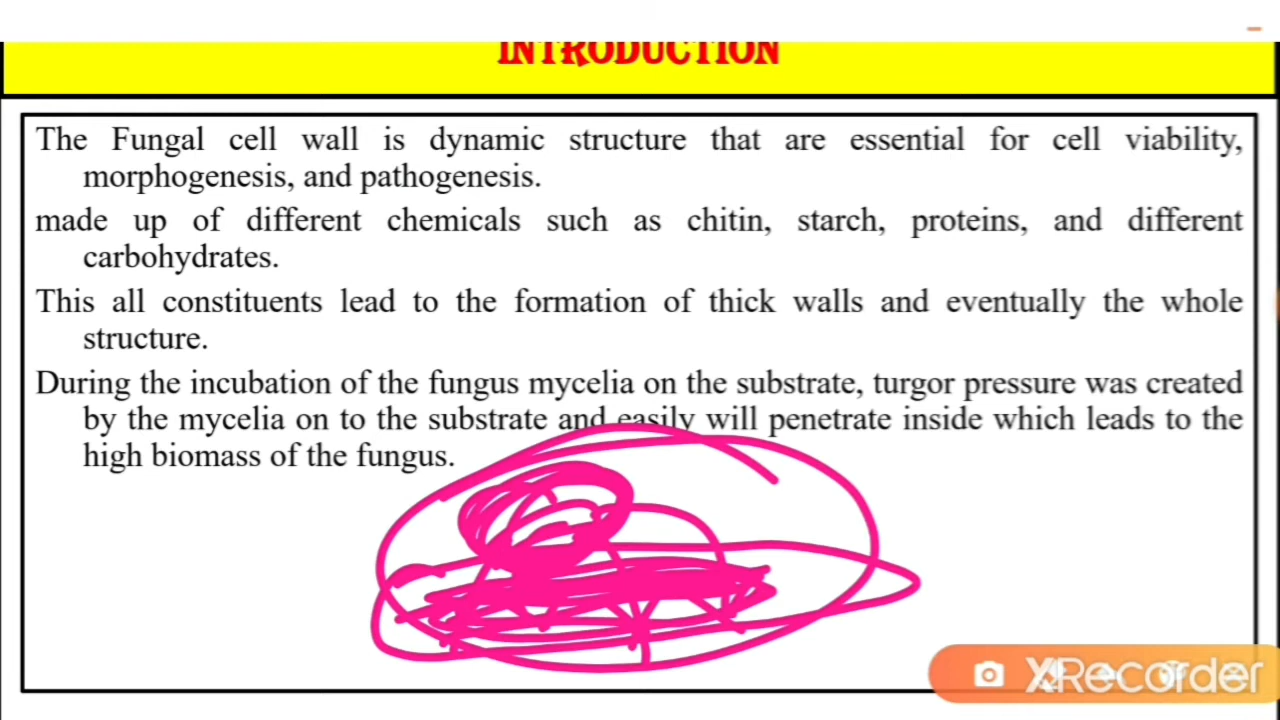 INTRODUCTION
The Fungal cell wall is dynamic structure that are essential for cell viability,
morphogenesis, and pathogenesis.
made up of different chemicals such as chitin, starch, proteins, and different
carbohydrates.
This all constituents lead to the formation of thick walls and eventually the whole
structure.
During the incubation of the fungus mycelia on the substrate, turgor pressure was created
by the mycelia on to the substrate and easily will penetrate inside which leads to the
high biomass of the fungus.
XRecorder